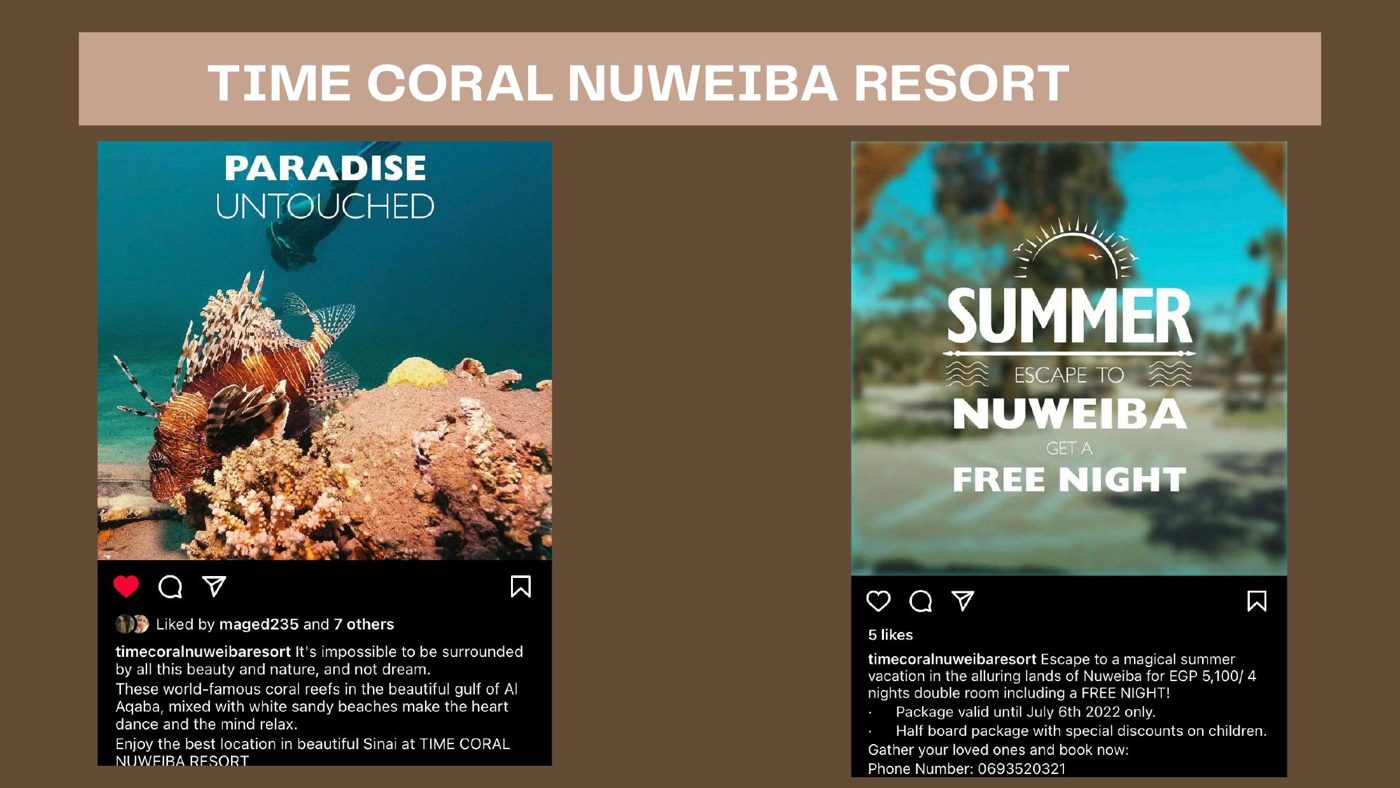 TIME CORAL NUWEIBA RESORT
PARADISE
UNTOUCHED
Liked by maged235 and 7 others
timecoralnuweibaresort It's impossible to be surrounded
by all this beauty and nature, and not dream.
These world-famous coral reefs in the beautiful gulf of Al
Aqaba, mixed with white sandy beaches make the heart
dance and the mind relax.
Enjoy the best location in beautiful Sinai at TIME CORAL
NUWEIBA RESORT
SUMMER
ESCAPE TO
NUWEIBA
GET A
FREE NIGHT
5 likes
timecoralnuweibaresort Escape to a magical summer
vacation in the alluring lands of Nuweiba for EGP 5,100/ 4
nights double room including a FREE NIGHT!
· Package valid until July 6th 2022 only.
· Half board package with special discounts on children.
Gather your loved ones and book now:
Phone Number: 0693520321